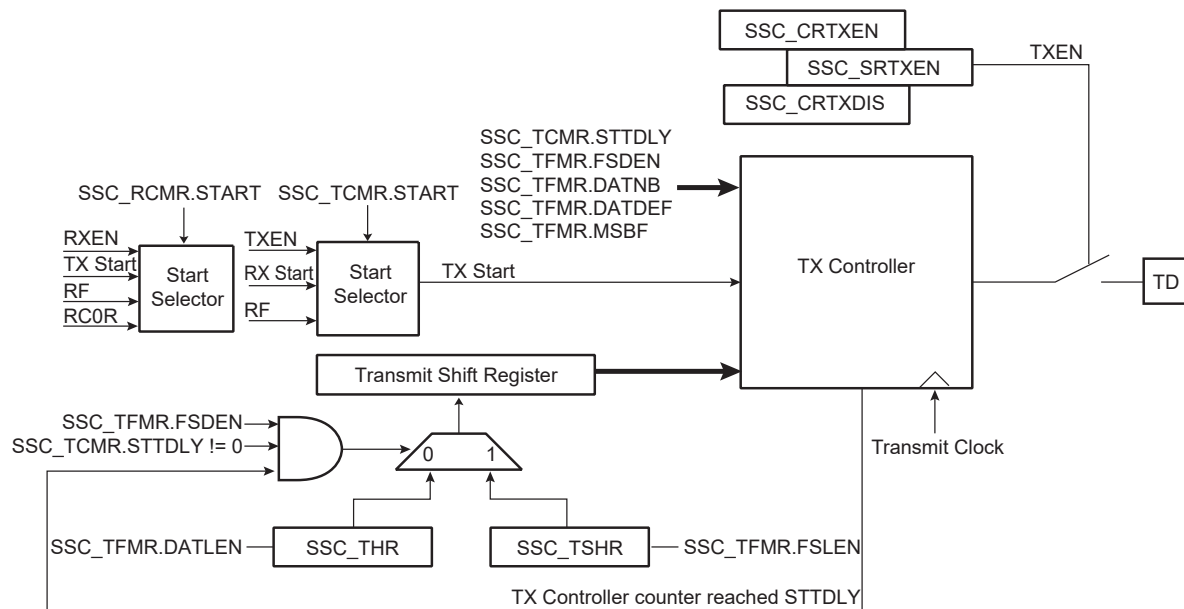 SSC_CRTXEN
SSC_SRTXEN
TXEN
SSC_CRTXDIS
SSC_TCMR.STTDLY
SSC_TFMR.FSDEN
SSC_TFMR.DATNB
SSC_TFMR.DATDEF
SSC_TFMR.MSBF
SSC_RCMR.START
SSC_TCMR.START
RXEN
TX Start
RF
RC0R
Start
Selector
TXEN
RX Start
RF
Start
Selector
TX Start
TX Controller
TD
Transmit Shift Register
SSC_TFMR.FSDEN
SSC_TCMR.STTDLY != 0
0
1
Transmit Clock
SSC_TFMR.DATLEN
SSC_THR
SSC_TSHR
SSC_TFMR.FSLEN
TX Controller counter reached STTDLY